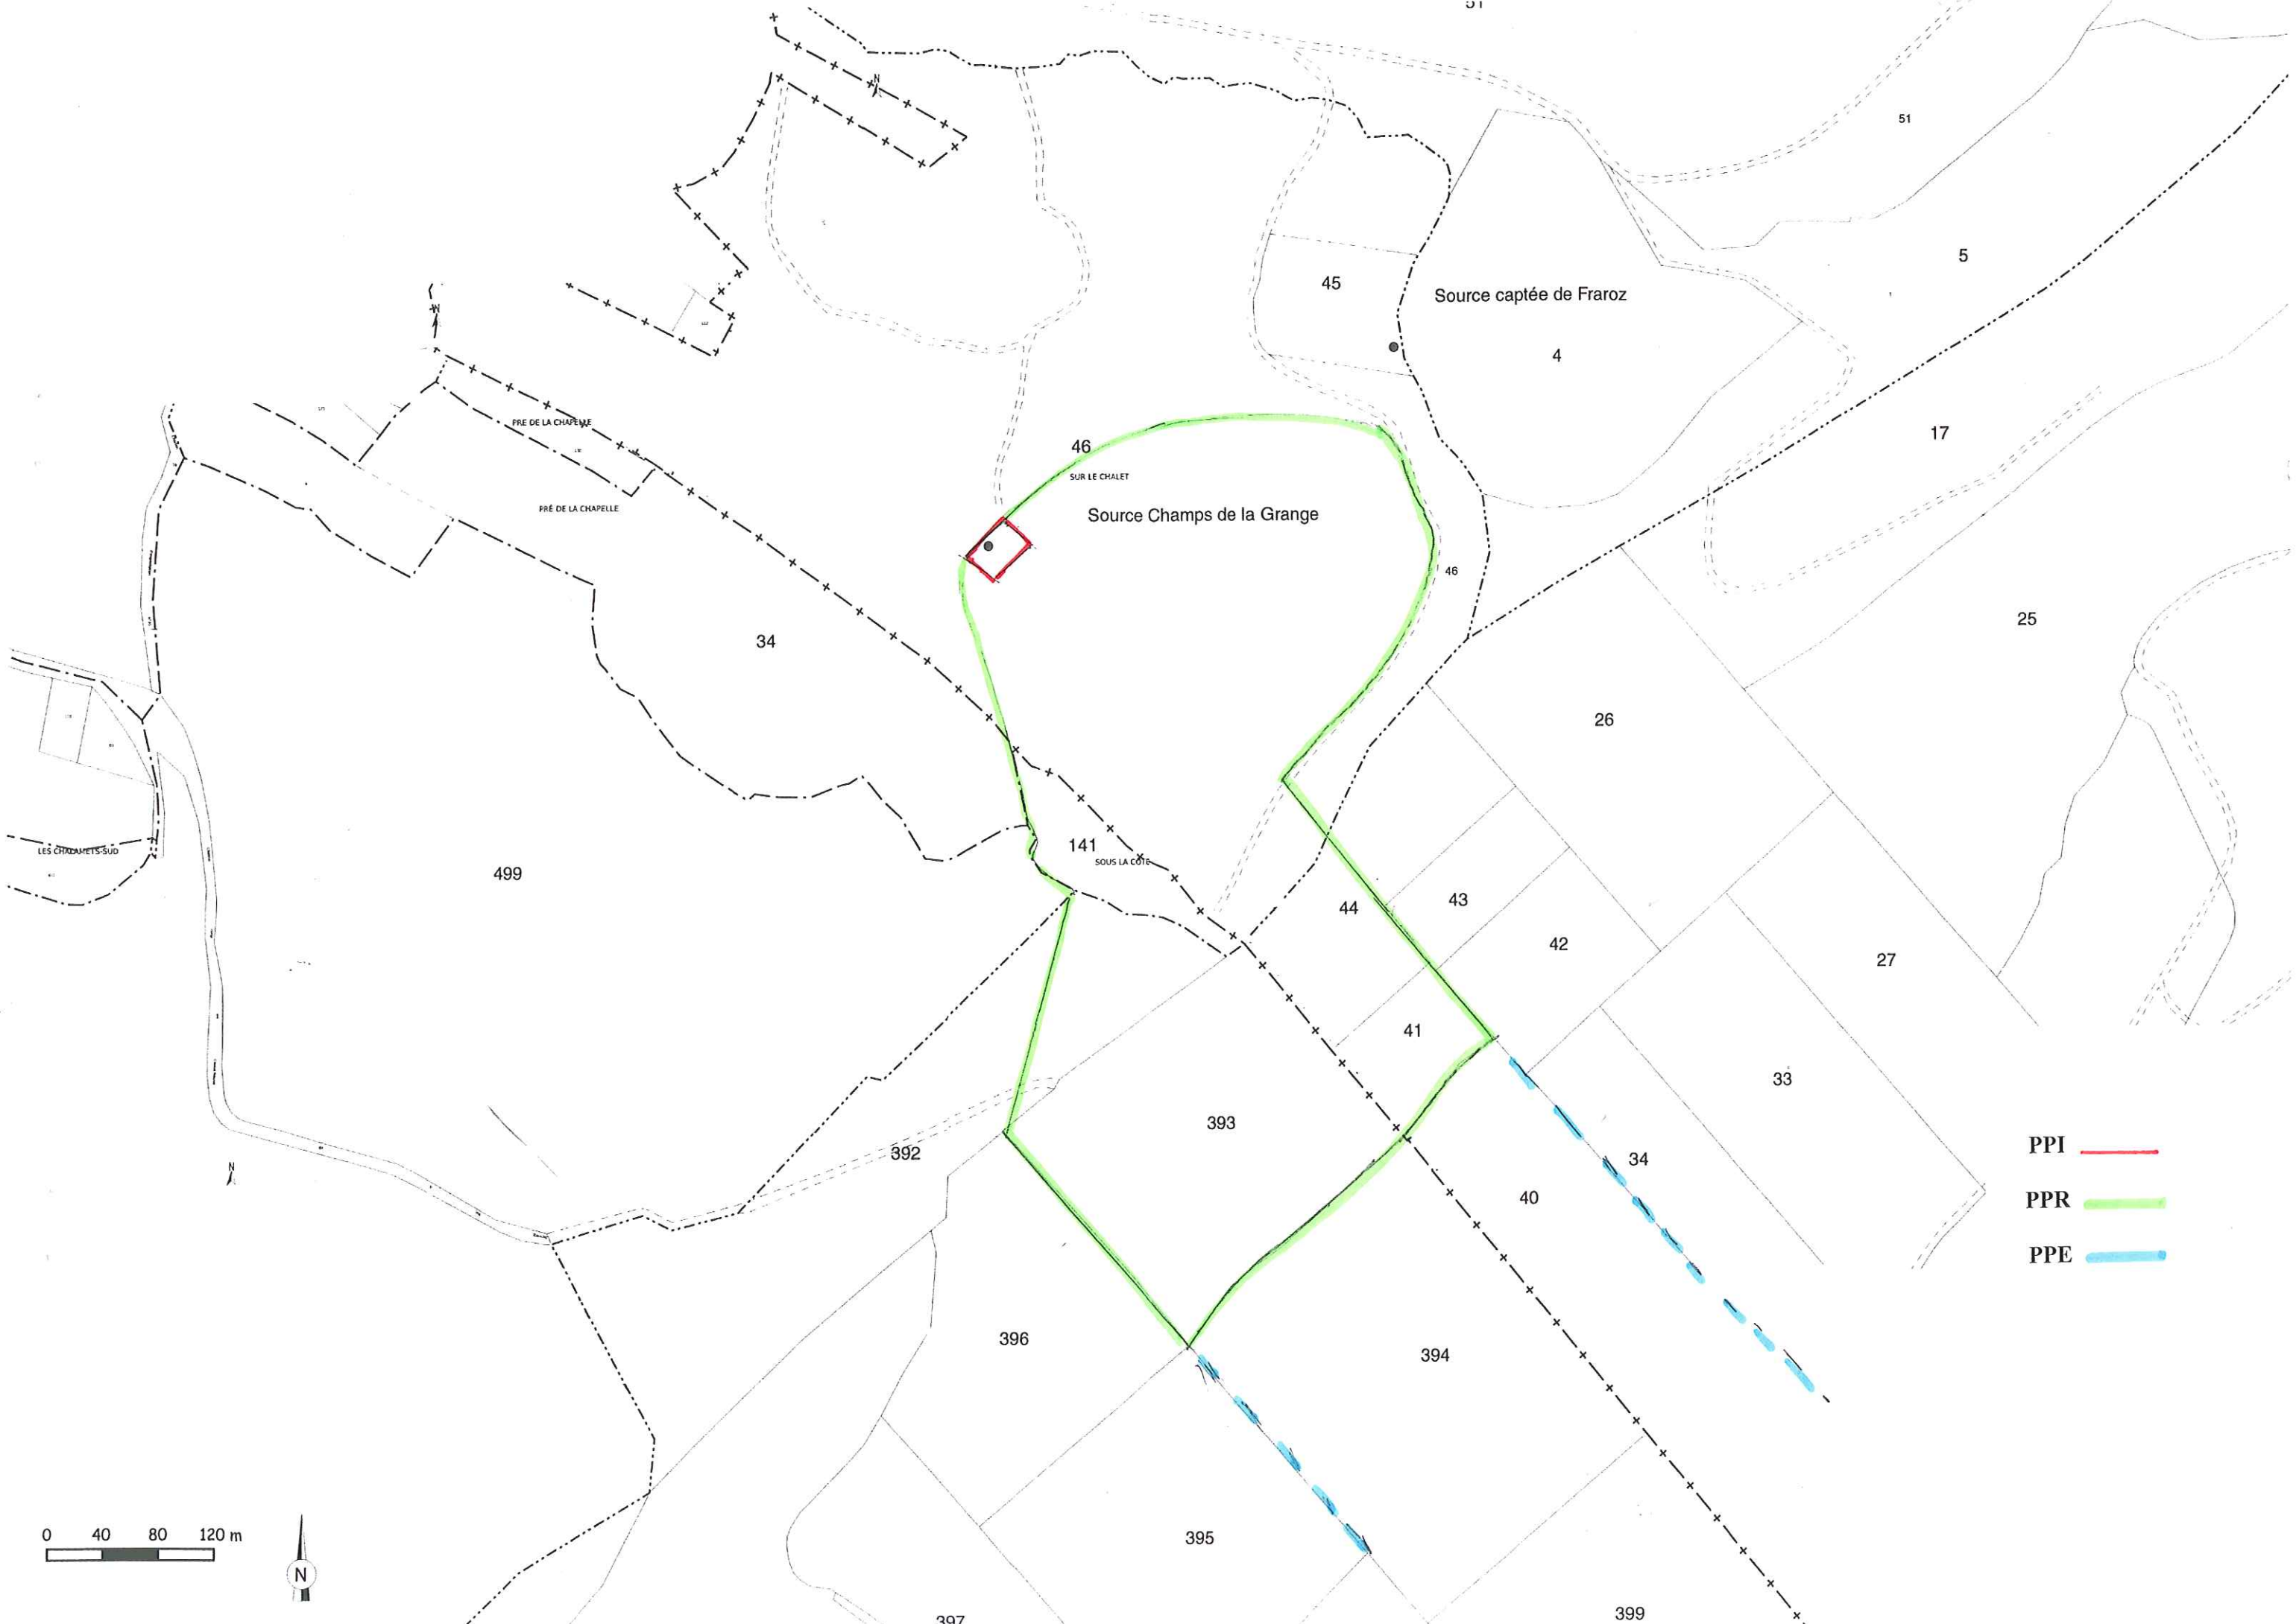 51
N
51
5
45
Source captée de Fraroz
4
N
PRE DE LA CHAPELLE
17
46
SUR LE CHALET
PRÉ DE LA CHAPELLE
Source Champs de la Grange
46
25
34
26
141
SOUS LA COTE
LES CHALAMETS-SUD
499
44
43
42
27
41
33
393
392
PPI
34
N
40
PPR
PPE
396
394
0 40 80 120 m
395
N
397
399